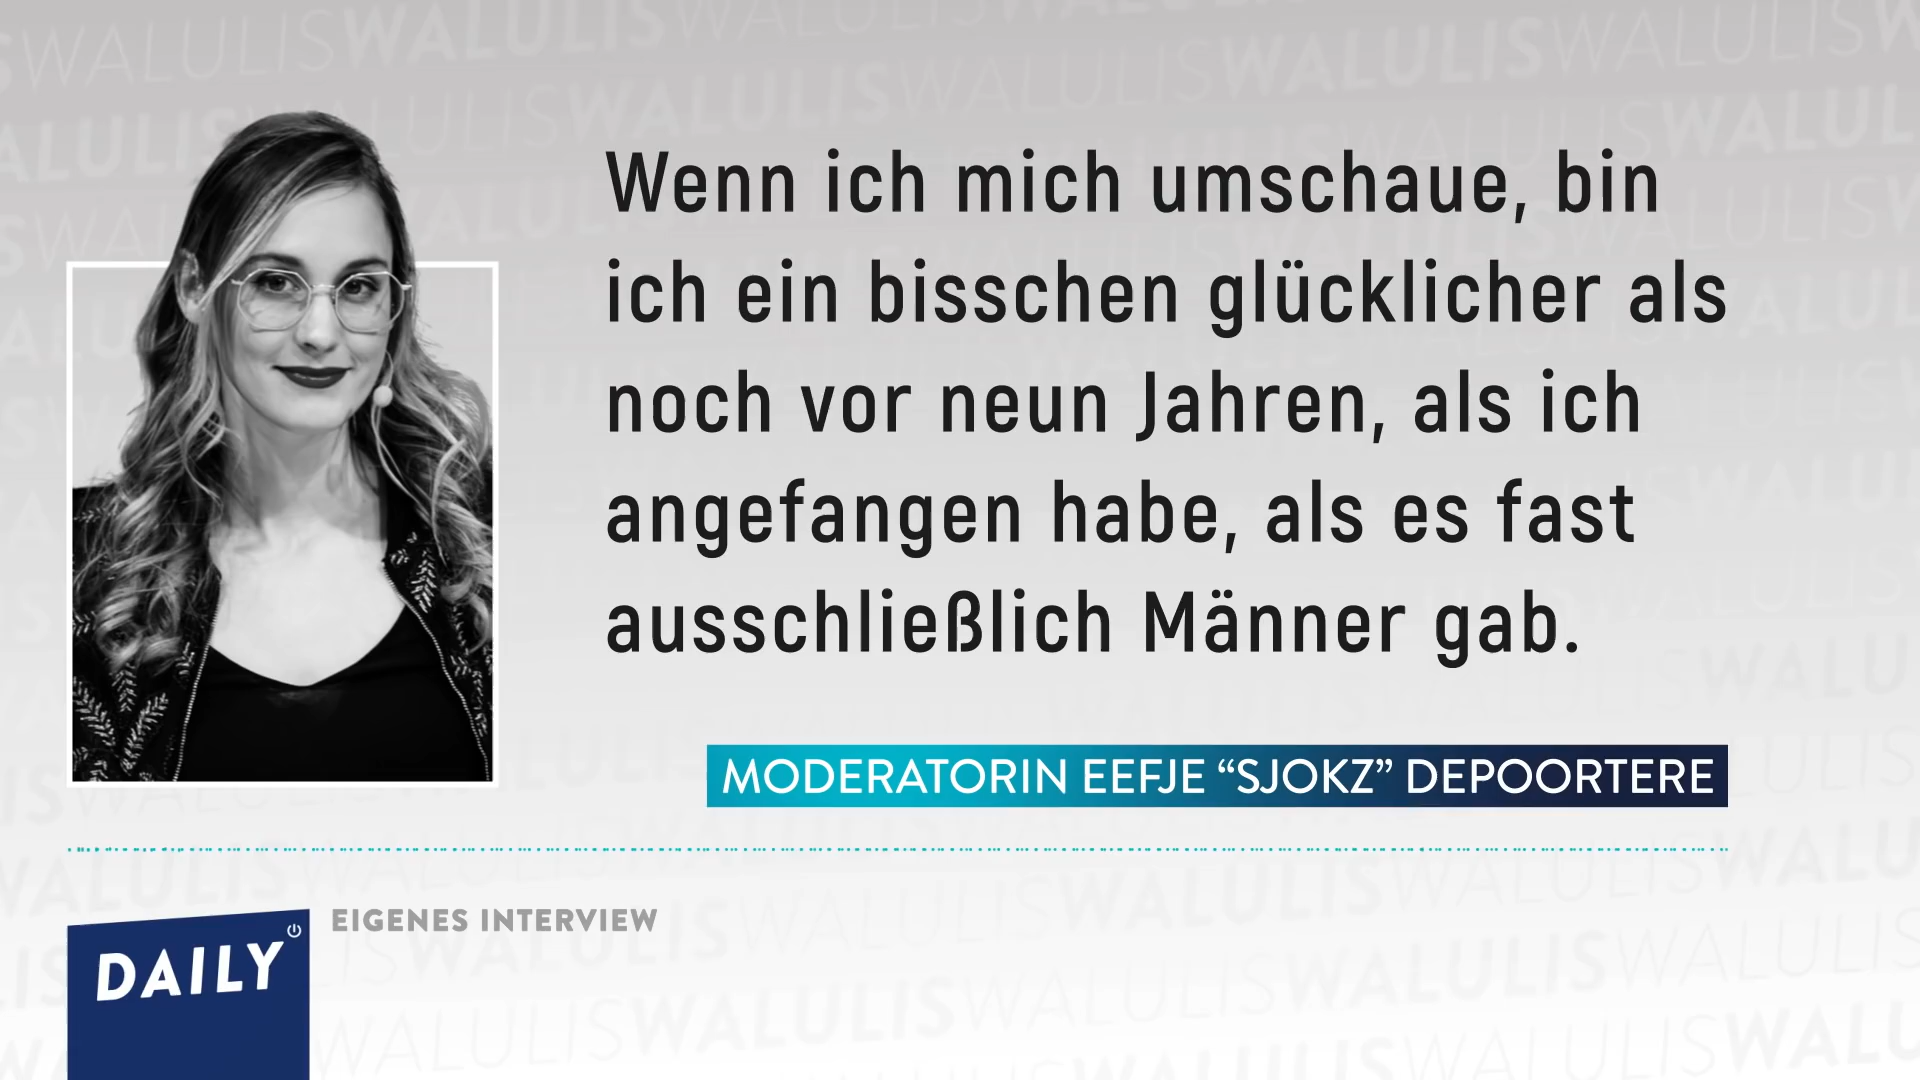 Wenn ich mich umschaue, bin
ich ein bisschen glücklicher als
noch vor neun Jahren, als ich
angefangen habe, als es fast
ausschließlich Männer gab.
MODERATORIN EEFJE “SJOKZ” DEPOORTERE
DAILY
EIGENES INTERVIEW